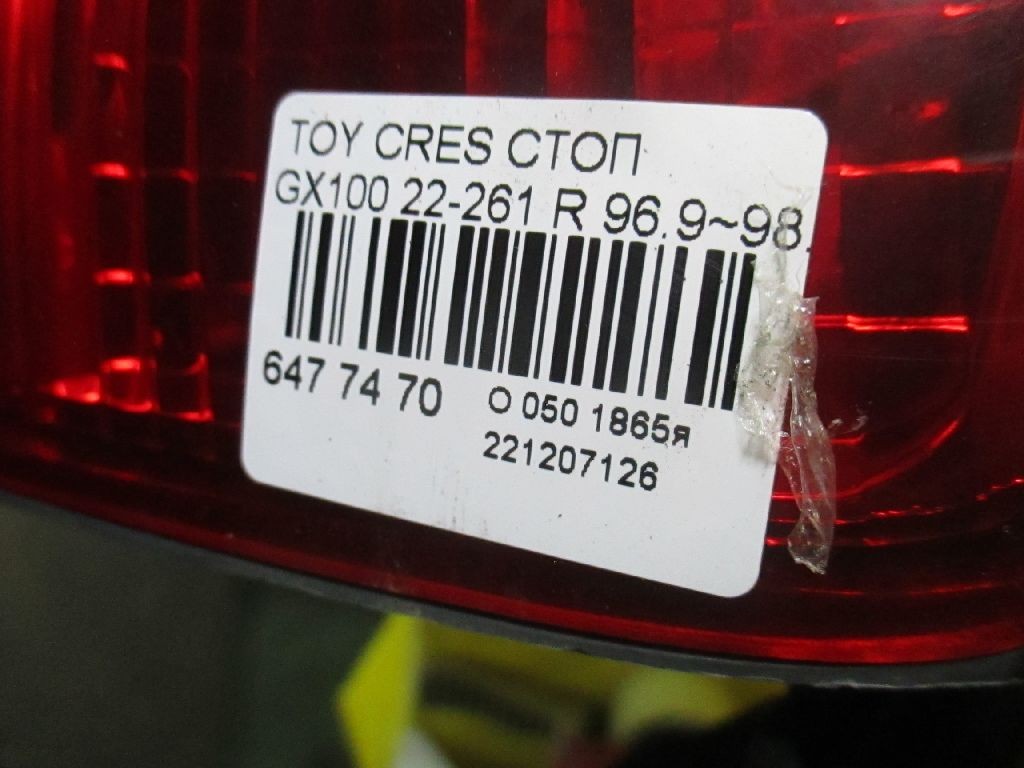 TOY CRES СТОП
GX100 22-261 R 96.9~98.
647 74 70
О 050 1865я
221207126